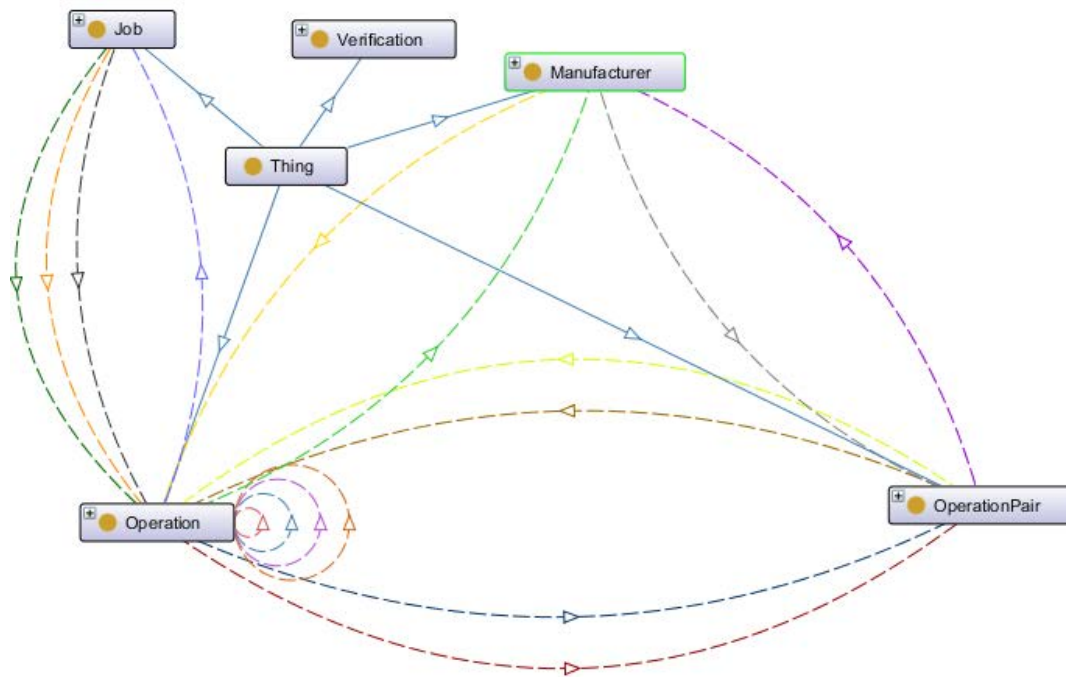 Job
Verification
Manufacturer
Thing
Operation
OperationPair